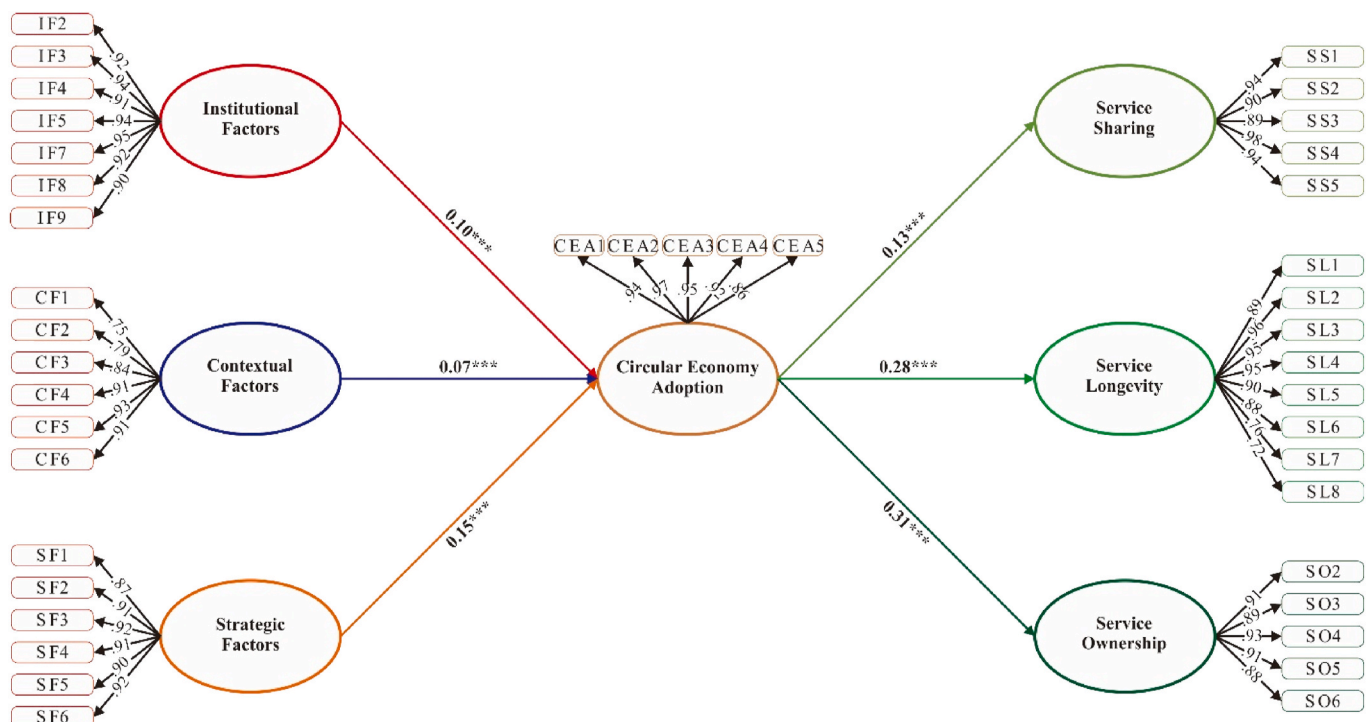 IF2
IF3
IF4
IF5
IF7
IF8
IF9
.92
.94
.91
.94
.95
.92
.90
Institutional
Factors
0.10***
CF1
CF2
CF3
CF4
CF5
CF6
.75
.79
.84
.91
.93
.91
Contextual
Factors
0.07***
SF1
SF2
SF3
SF4
SF5
SF6
.87
.91
.92
.91
.90
.92
Strategic
Factors
0.15***
CEA1
CEA2
CEA3
CEA4
CEA5
.94
.97
.95
.92
.86
Circular Economy
Adoption
0.13***
0.28***
0.31***
Service
Sharing
.94
.90
.89
.98
.94
SS1
SS2
SS3
SS4
SS5
Service
Longevity
.89
.96
.95
.95
.90
.88
.76
.72
SL1
SL2
SL3
SL4
SL5
SL6
SL7
SL8
Service
Ownership
.91
.89
.93
.91
.88
SO2
SO3
SO4
SO5
SO6